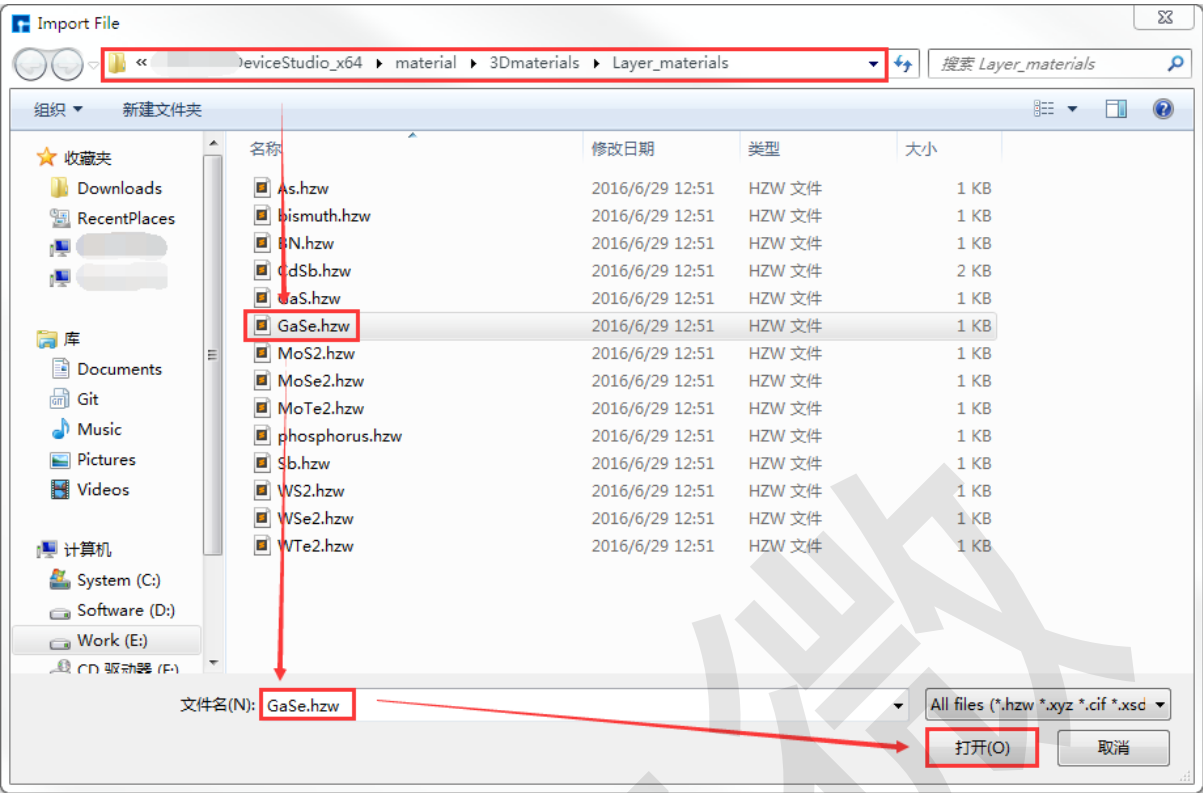 Import File
« DeviceStudio_x64 ▸ material ▸ 3Dmaterials ▸ Layer_materials
搜索 Layer_materials
组织 新建文件夹
收藏夹
Downloads
RecentPlaces
库
Documents
Git
Music
Pictures
Videos
计算机
System (C:)
Software (D:)
Work (E:)
CD 驱动器 (F:)
名称 修改日期 类型 大小
As.hzw 2016/6/29 12:51 HZW 文件 1 KB
bismuth.hzw 2016/6/29 12:51 HZW 文件 1 KB
BN.hzw 2016/6/29 12:51 HZW 文件 1 KB
CdSb.hzw 2016/6/29 12:51 HZW 文件 2 KB
GaS.hzw 2016/6/29 12:51 HZW 文件 1 KB
GaSe.hzw 2016/6/29 12:51 HZW 文件 1 KB
MoS2.hzw 2016/6/29 12:51 HZW 文件 1 KB
MoSe2.hzw 2016/6/29 12:51 HZW 文件 1 KB
MoTe2.hzw 2016/6/29 12:51 HZW 文件 1 KB
phosphorus.hzw 2016/6/29 12:51 HZW 文件 1 KB
Sb.hzw 2016/6/29 12:51 HZW 文件 1 KB
WS2.hzw 2016/6/29 12:51 HZW 文件 1 KB
WSe2.hzw 2016/6/29 12:51 HZW 文件 1 KB
WTe2.hzw 2016/6/29 12:51 HZW 文件 1 KB
文件名(N): GaSe.hzw
All files (*.hzw *.xyz *.cif *.xsd
打开(O) 取消
微